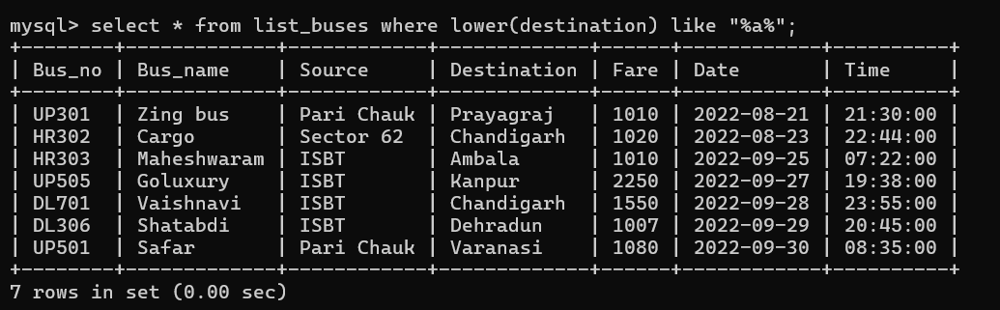 mysql> select * from list_buses where lower(destination) like "%a%";
+--------+-------------+------------+-------------+------+------------+----------+
| Bus_no | Bus_name    | Source     | Destination | Fare | Date       | Time     |
+--------+-------------+------------+-------------+------+------------+----------+
| UP301  | Zing bus    | Pari Chauk | Prayagraj   | 1010 | 2022-08-21 | 21:30:00 |
| HR302  | Cargo       | Sector 62  | Chandigarh  | 1020 | 2022-08-23 | 22:44:00 |
| HR303  | Maheshwaram | ISBT       | Ambala      | 1010 | 2022-09-25 | 07:22:00 |
| UP505  | Goluxury    | ISBT       | Kanpur      | 2250 | 2022-09-27 | 19:38:00 |
| DL701  | Vaishnavi   | ISBT       | Chandigarh  | 1550 | 2022-09-28 | 23:55:00 |
| DL306  | Shatabdi    | ISBT       | Dehradun    | 1007 | 2022-09-29 | 20:45:00 |
| UP501  | Safar       | Pari Chauk | Varanasi    | 1080 | 2022-09-30 | 08:35:00 |
+--------+-------------+------------+-------------+------+------------+----------+
7 rows in set (0.00 sec)